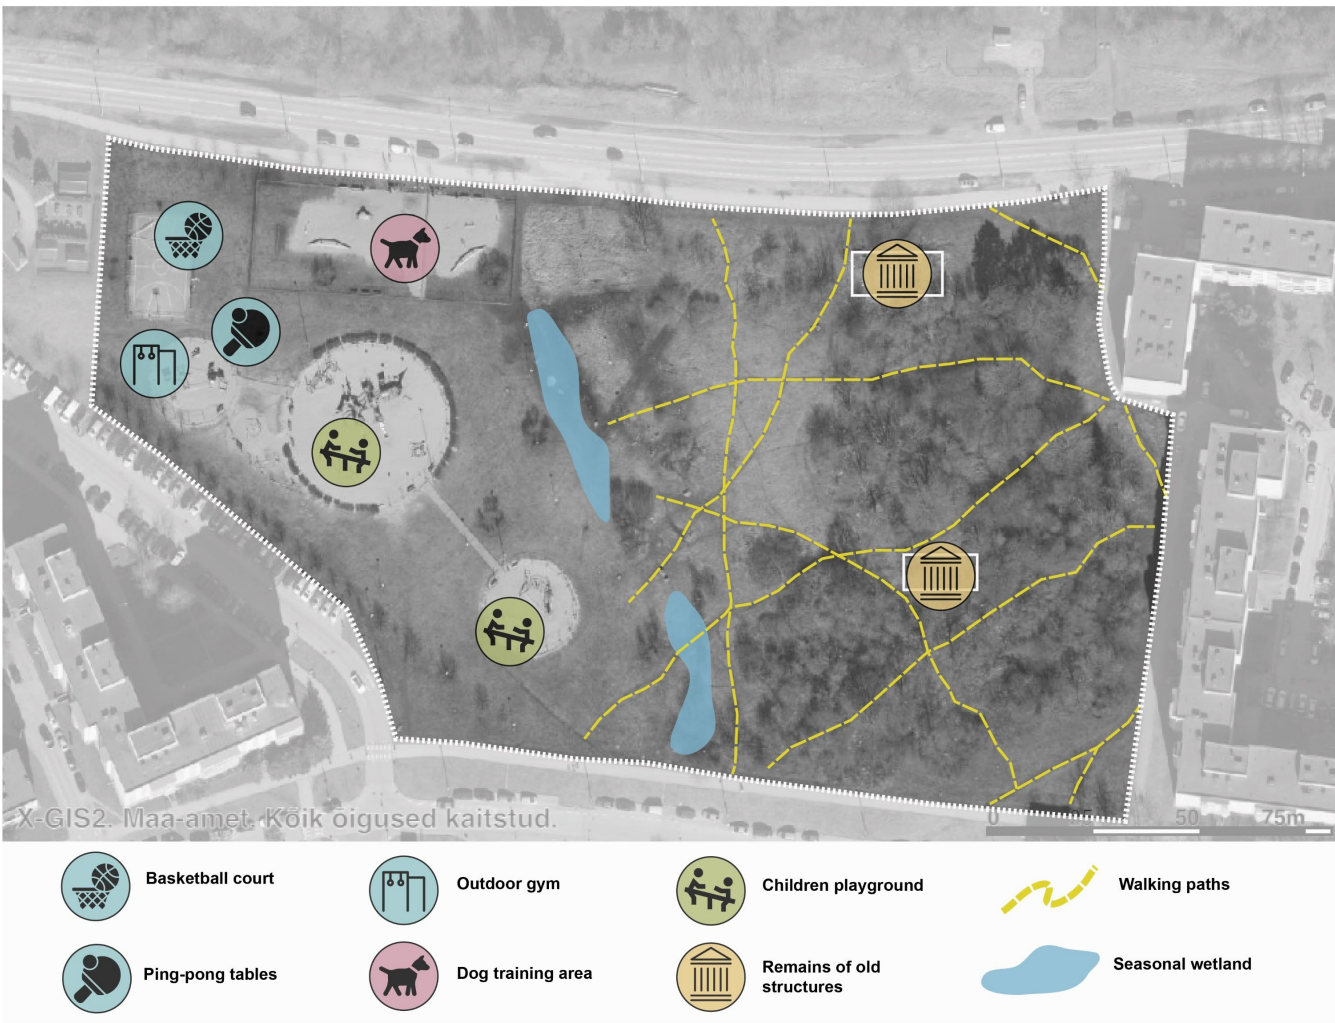 X-GIS2. Maa-amet. Kõik õigused kaitstud.
0 25 50 75m
Basketball court
Outdoor gym
Children playground
Walking paths
Ping-pong tables
Dog training area
Remains of old
structures
Seasonal wetland